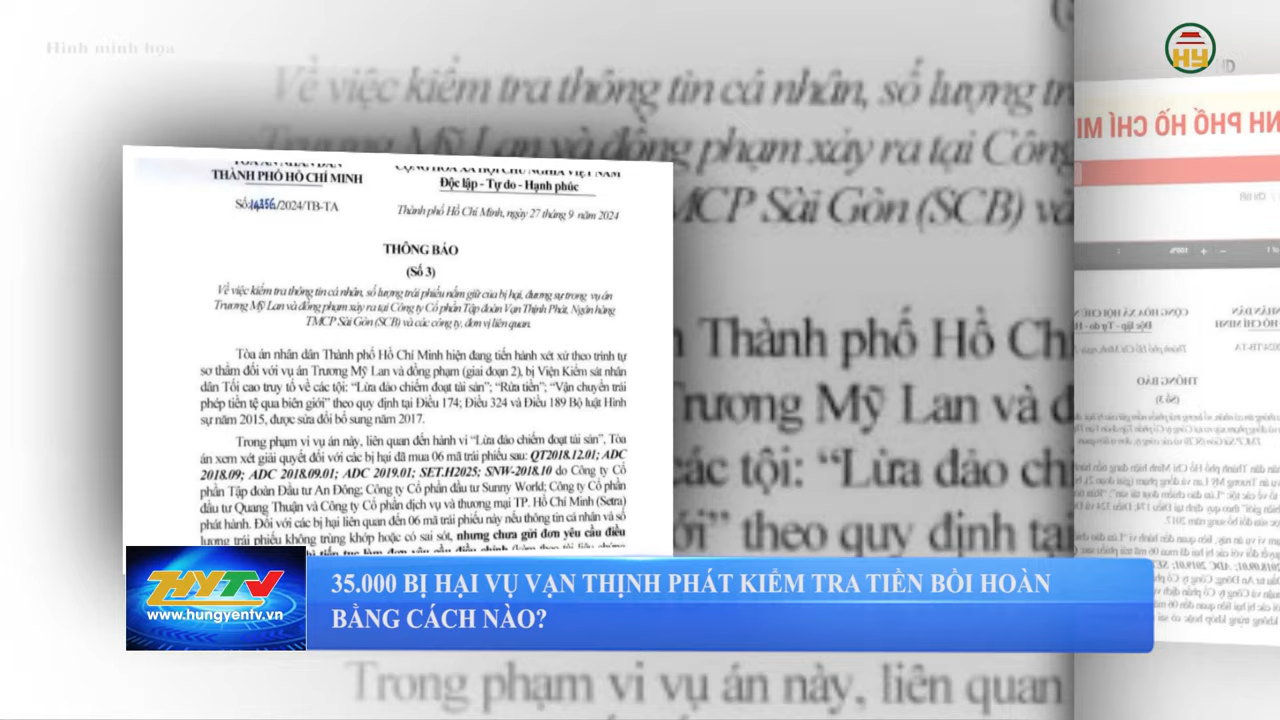 Hình minh họa
HY
Về việc kiểm tra thông tin cá nhân, số lượng tr
Trương Mỹ Lan và đồng phạm xảy ra tại Công
MCP Sài Gòn (SCB) và
Thành phố Hồ Ch
Trương Mỹ Lan và đ
các tội: “Lừa đảo ch
theo quy định tại
Trong phạm vi vụ án này, liên quan
TÒA ÁN NHÂN DÂN
THÀNH PHỐ HỒ CHÍ MINH
CỘNG HÒA XÃ HỘI CHỦ NGHĨA VIỆT NAM
Độc lập - Tự do - Hạnh phúc
Số: /2024/TB-TA
Thành phố Hồ Chí Minh, ngày 27 tháng 9 năm 2024
THÔNG BÁO
(Số 3)
Về việc kiểm tra thông tin cá nhân, số lượng trái phiếu nắm giữ của bị hại, đương sự trong vụ án
Trương Mỹ Lan và đồng phạm xảy ra tại Công ty Cổ phần Tập đoàn Vạn Thịnh Phát, Ngân hàng
TMCP Sài Gòn (SCB) và các công ty, đơn vị liên quan.
Tòa án nhân dân Thành phố Hồ Chí Minh hiện đang tiến hành xét xử theo trình tự
sơ thẩm đối với vụ án Trương Mỹ Lan và đồng phạm (giai đoạn 2), bị Viện Kiểm sát nhân
dân Tối cao truy tố về các tội: “Lừa đảo chiếm đoạt tài sản”; “Rửa tiền”; “Vận chuyển trái
phép tiền tệ qua biên giới” theo quy định tại Điều 174; Điều 324 và Điều 189 Bộ luật Hình
sự năm 2015, được sửa đổi bổ sung năm 2017.
Trong phạm vi vụ án này, liên quan đến hành vi “Lừa đảo chiếm đoạt tài sản”, Tòa
án xem xét giải quyết đối với các bị hại đã mua 06 mã trái phiếu sau: QT2018.12.01; ADC
2018.09; ADC 2018.09.01; ADC 2019.01; SET.H2025; SNW-2018.10 do Công ty Cổ
phần Tập đoàn Đầu tư An Đông; Công ty Cổ phần đầu tư Sunny World; Công ty Cổ phần
đầu tư Quang Thuận và Công ty Cổ phần dịch vụ và thương mại TP. Hồ Chí Minh (Setra)
phát hành. Đối với các bị hại liên quan đến 06 mã trái phiếu này nếu thông tin cá nhân và số
lượng trái phiếu không trùng khớp hoặc có sai sót, nhưng chưa gửi đơn yêu cầu điều
HYTV
www.hungyentv.vn
35.000 BỊ HẠI VỤ VẠN THỊNH PHÁT KIỂM TRA TIỀN BỒI HOÀN
BẰNG CÁCH NÀO?